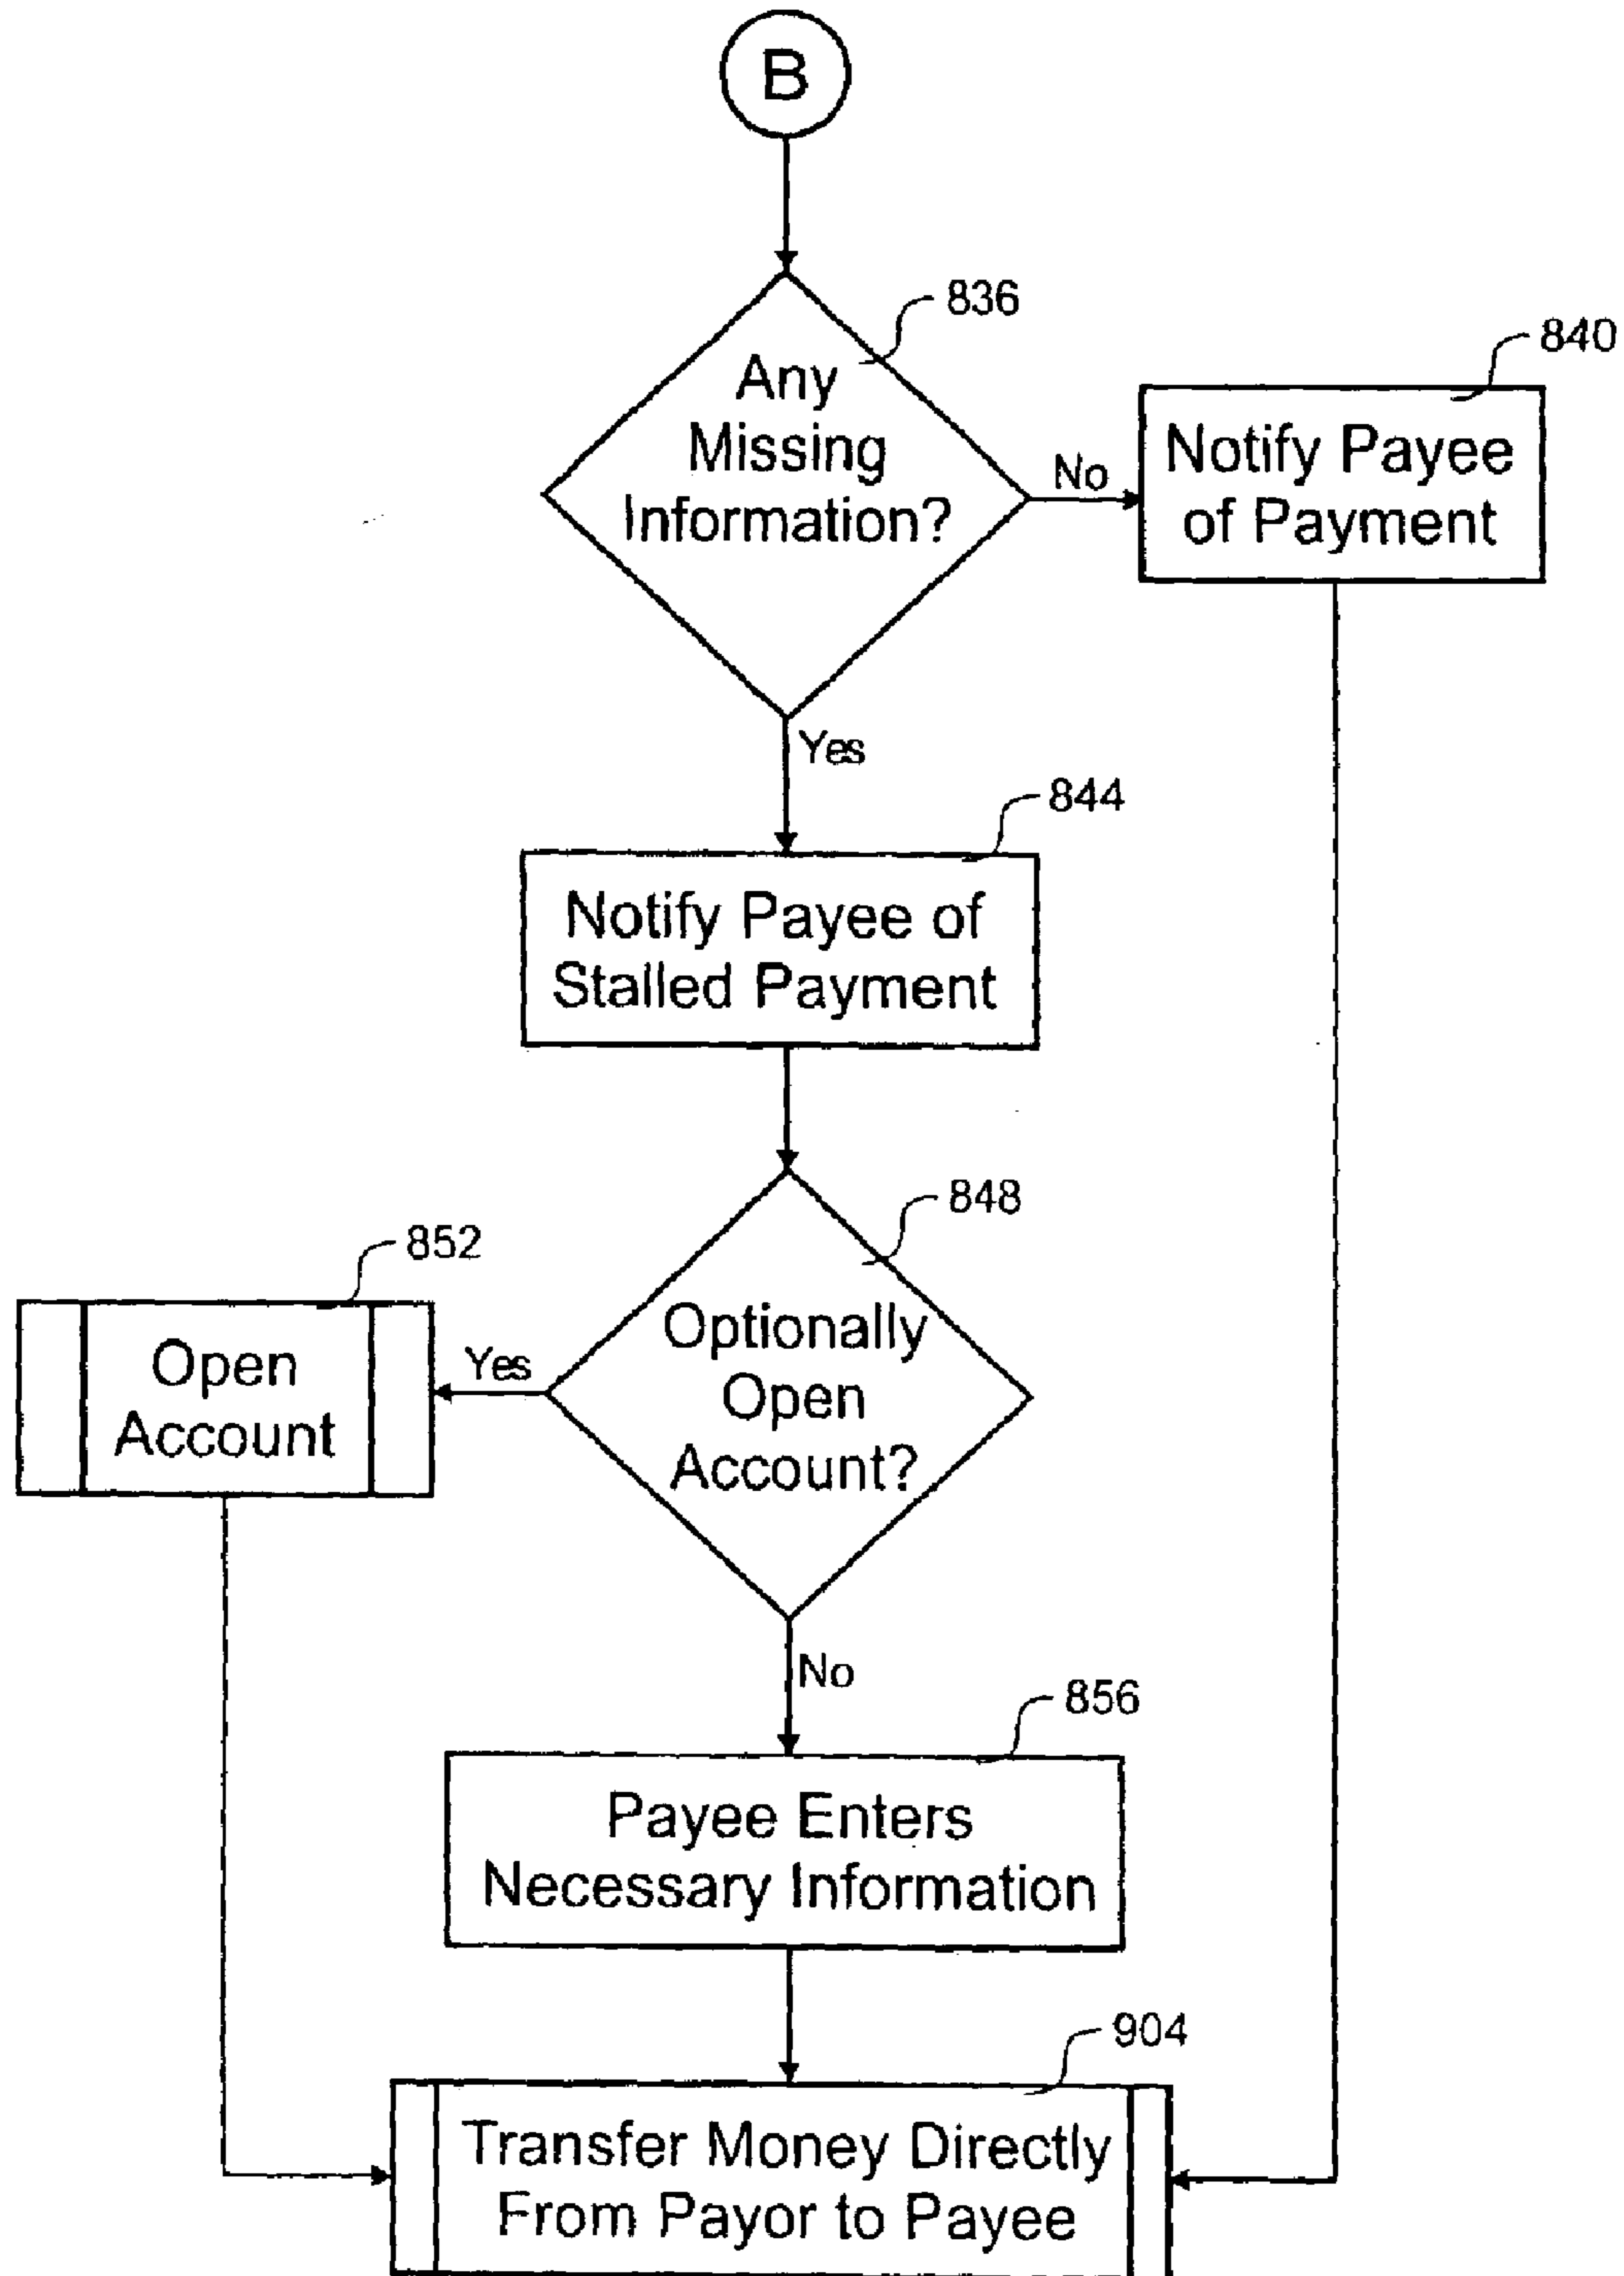 B
836
Any
Missing
Information?
No
840
Notify Payee
of Payment
Yes
844
Notify Payee of
Stalled Payment
848
Optionally
Open
Account?
Yes
852
Open
Account
No
856
Payee Enters
Necessary Information
904
Transfer Money Directly
From Payor to Payee